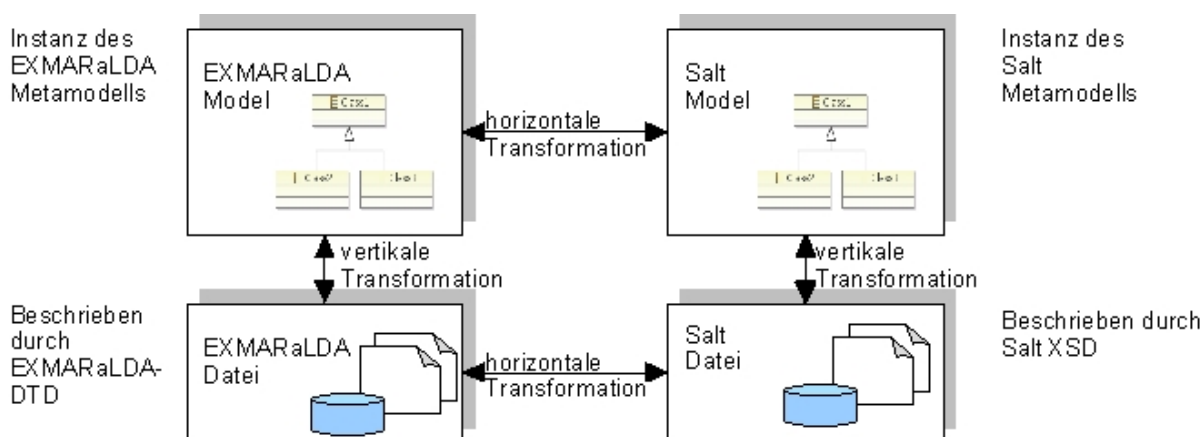 Instanz des
EXMARaLDA
Metamodells
EXMARaLDA
Model
horizontale
Transformation
Salt
Model
Instanz des
Salt
Metamodells
vertikale
Transformation
vertikale
Transformation
Beschrieben
durch
EXMARaLDA-
DTD
EXMARaLDA
Datei
horizontale
Transformation
Salt
Datei
Beschrieben durch
Salt XSD